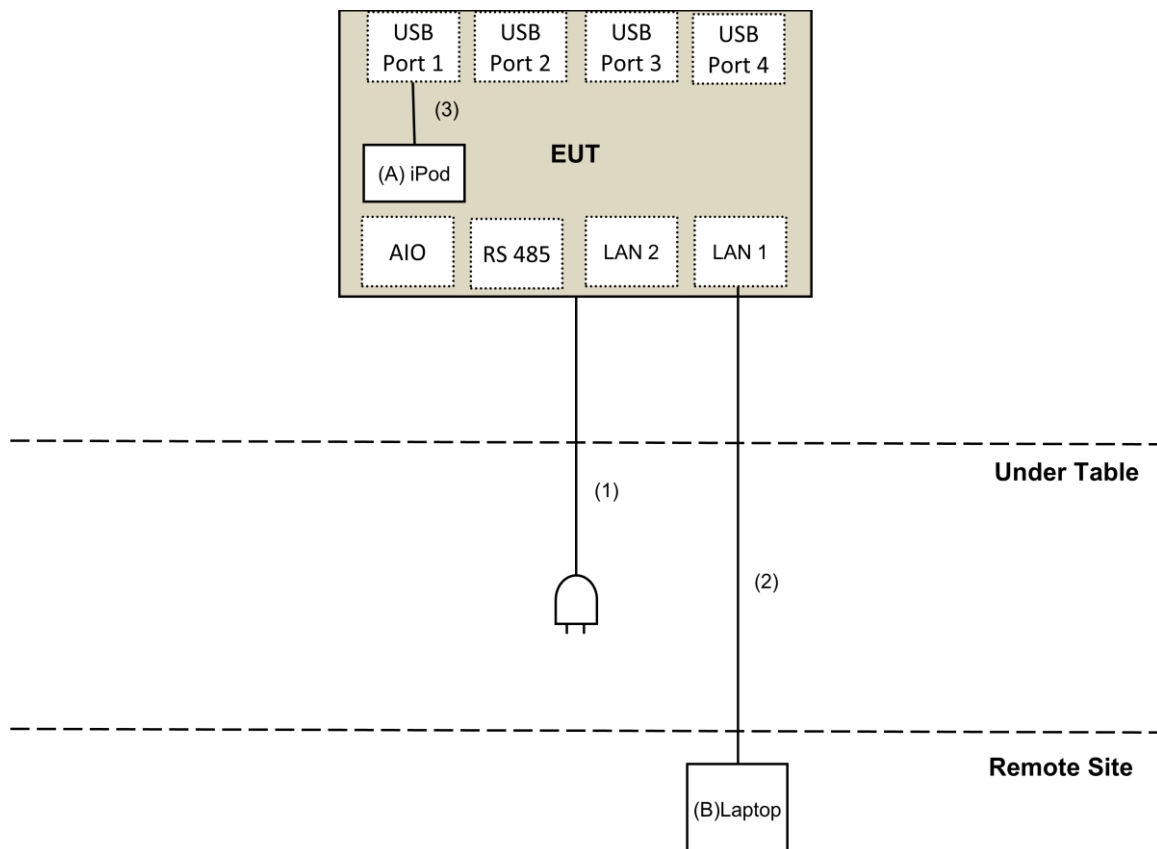 USB
Port 1
USB
Port 2
USB
Port 3
USB
Port 4
(3)
EUT
(A) iPod
AIO
RS 485
LAN 2
LAN 1
Under Table
(1)
(2)
Remote Site
(B)Laptop